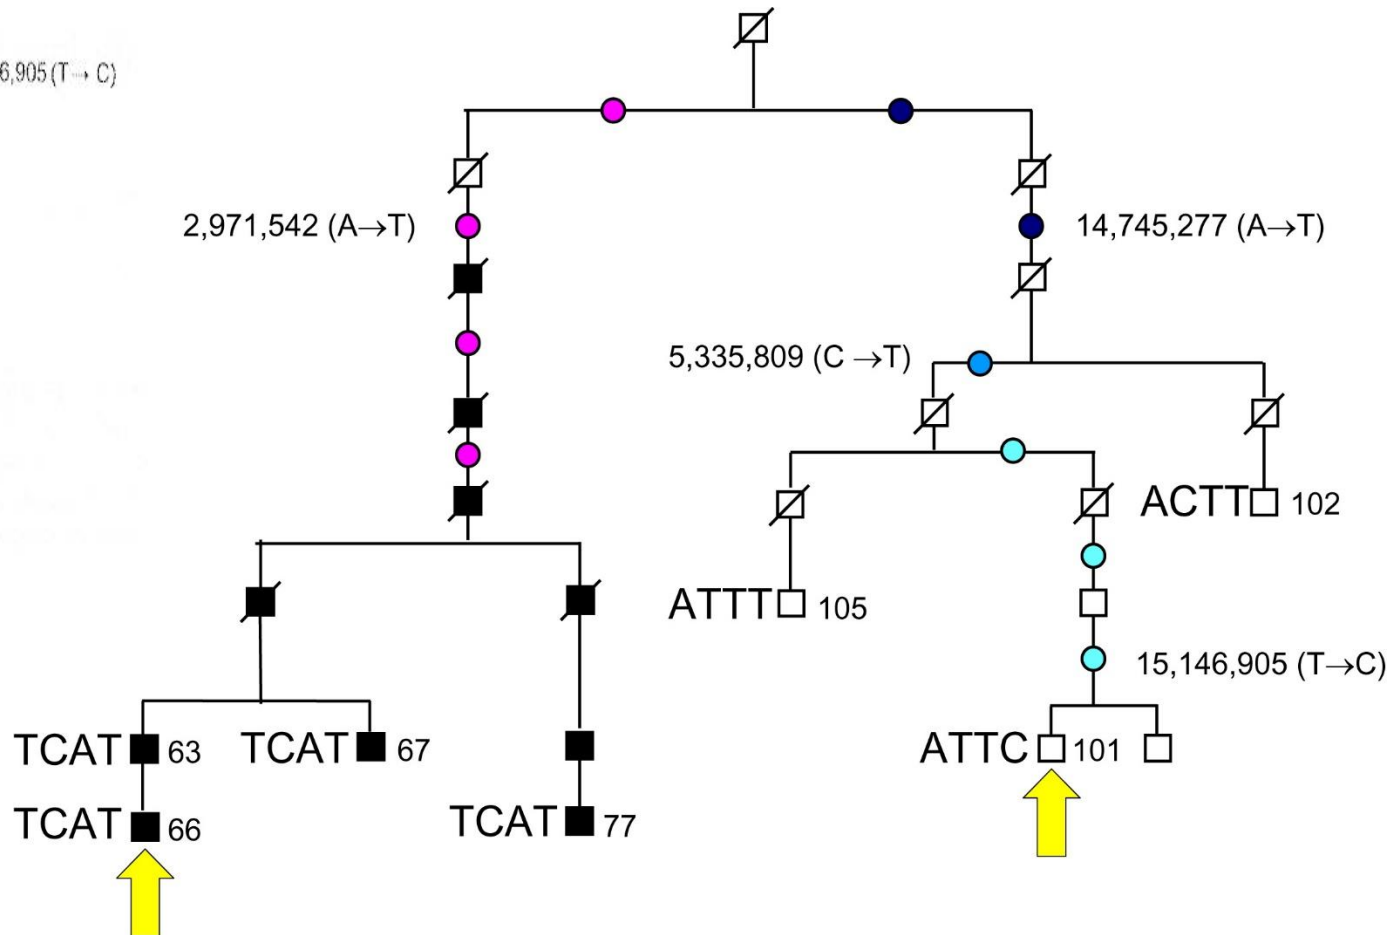 6,905 (T→ C)
2,971,542 (A→T)
14,745,277 (A→T)
5,335,809 (C →T)
ACTT 102
ATTT 105
15,146,905 (T→C)
TCAT 63
TCAT 67
ATTC 101
TCAT 66
TCAT 77